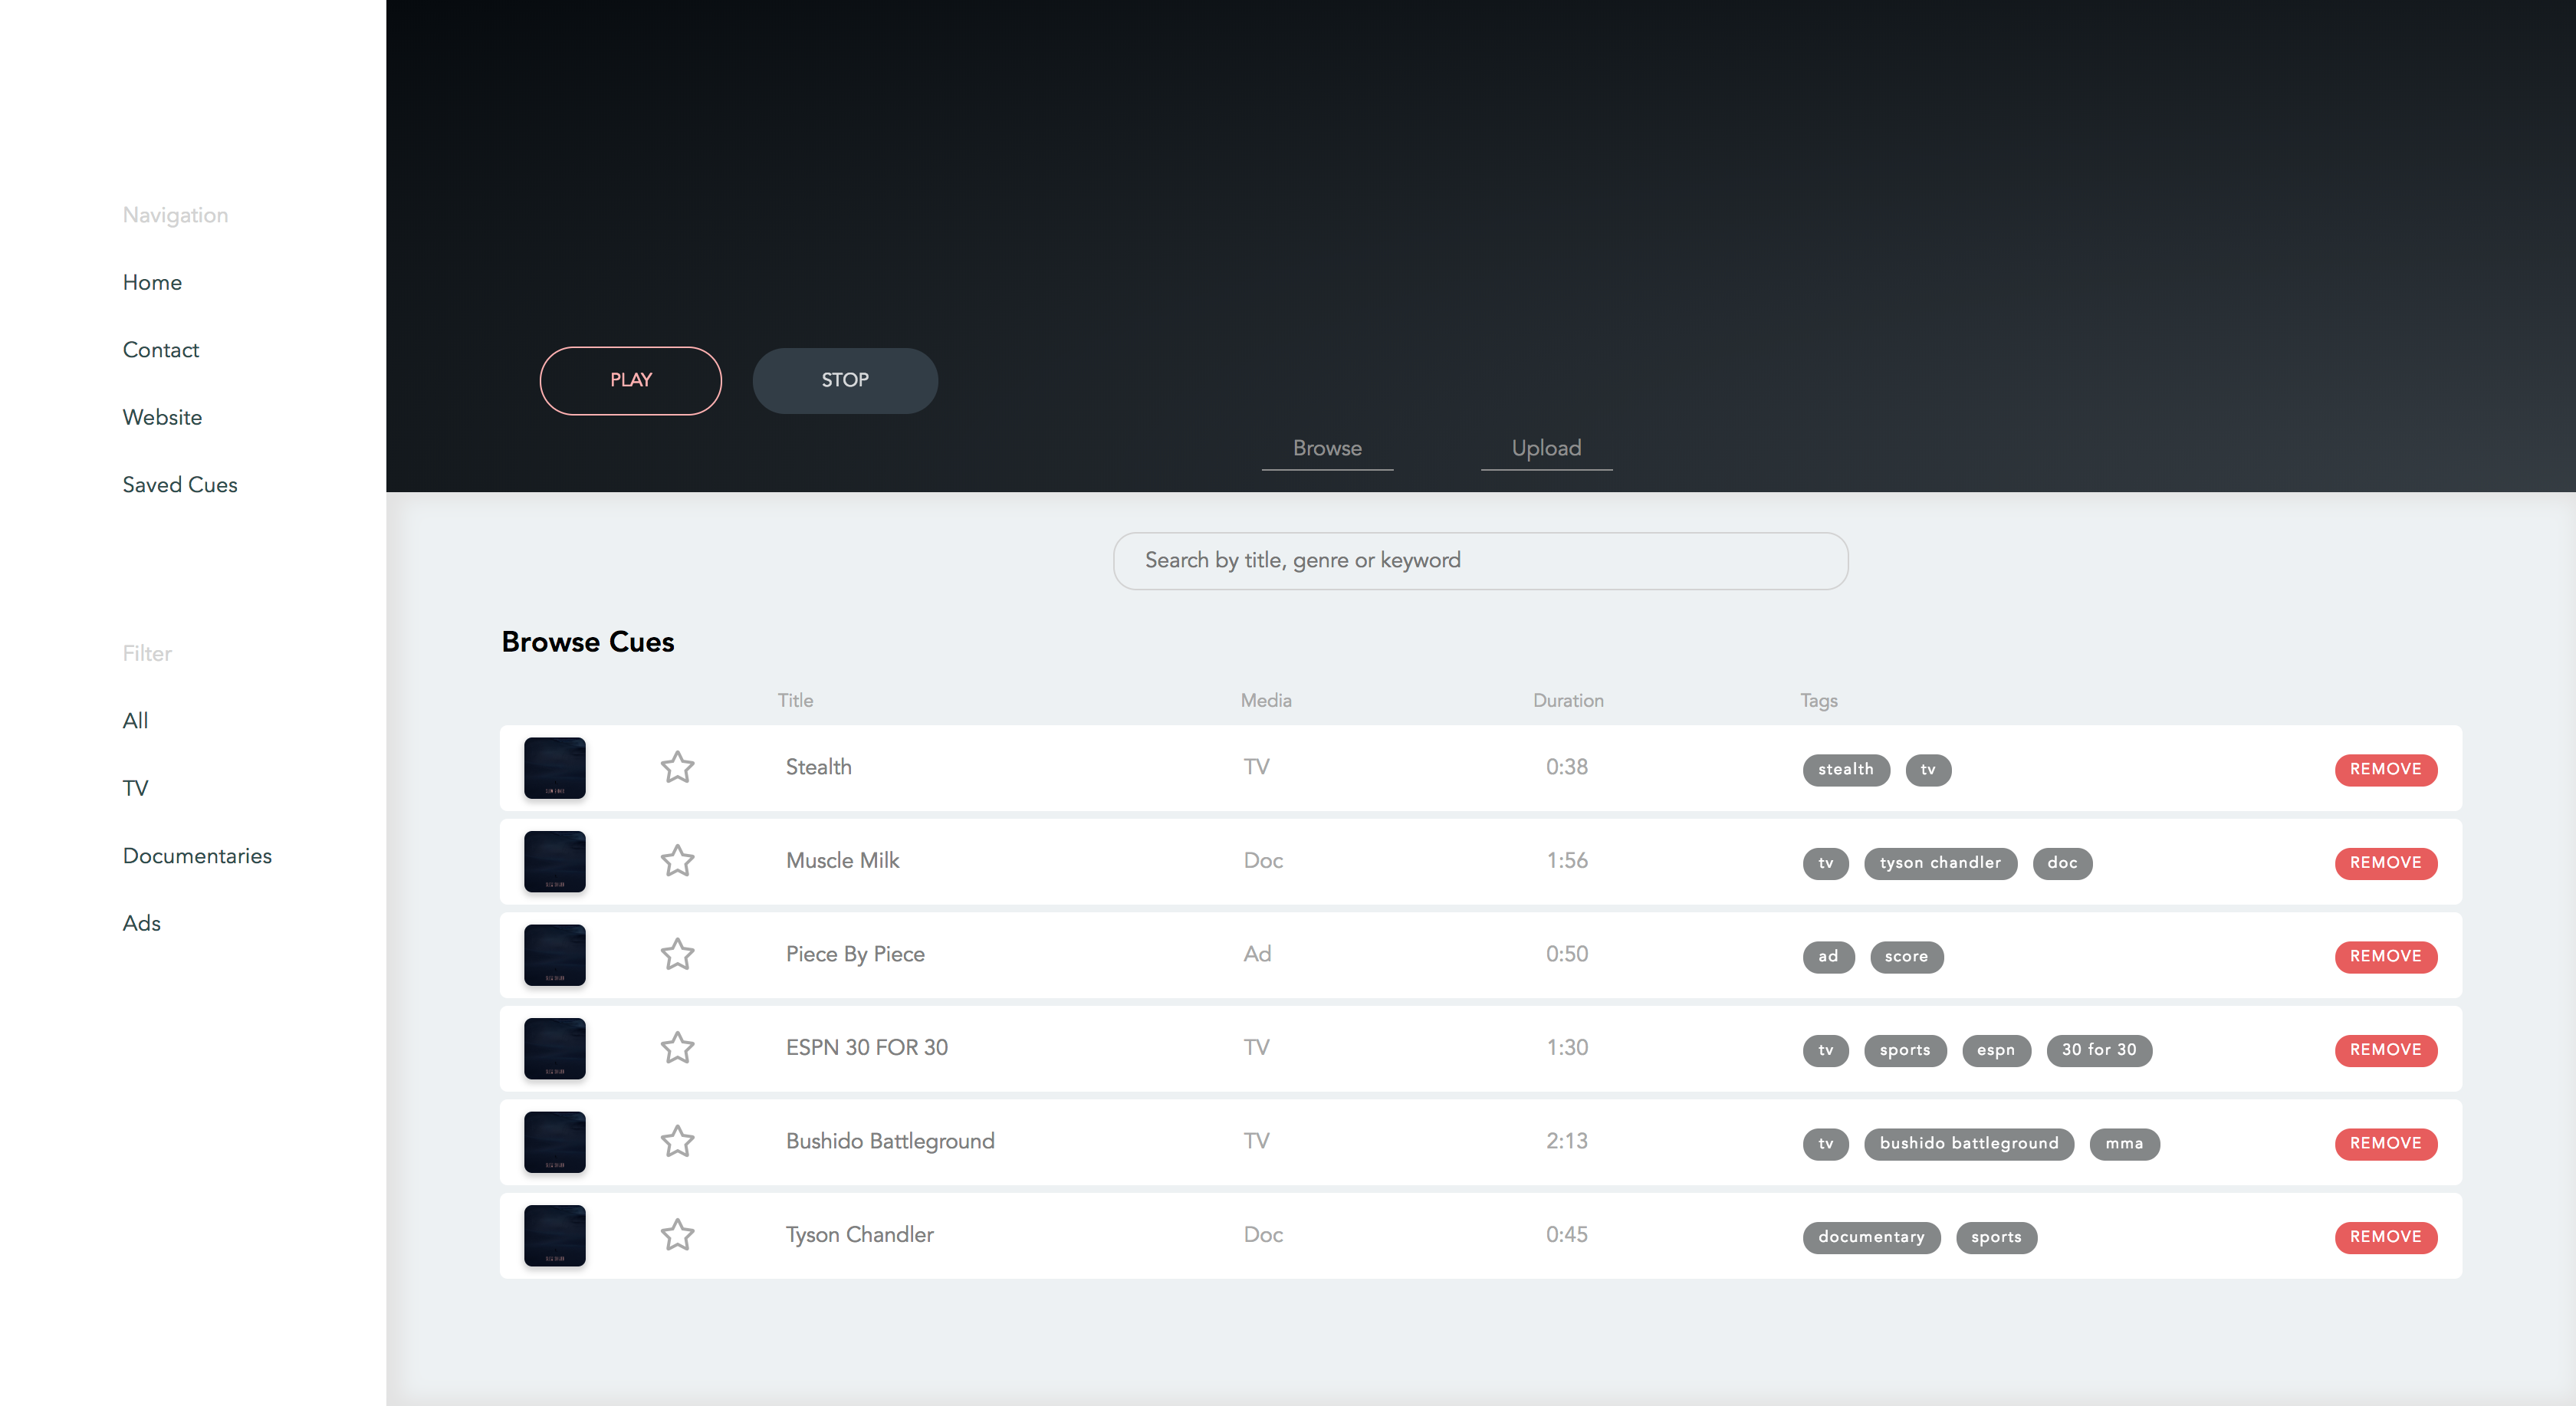 Navigation
Home
Contact
Website
Saved Cues
Filter
All
TV
Documentaries
Ads
PLAY STOP
Browse Upload
Search by title, genre or keyword
Browse Cues
Title Media Duration Tags
Stealth TV 0:38 stealth tv REMOVE
Muscle Milk Doc 1:56 tv tyson chandler doc REMOVE
Piece By Piece Ad 0:50 ad score REMOVE
ESPN 30 FOR 30 TV 1:30 tv sports espn 30 for 30 REMOVE
Bushido Battleground TV 2:13 tv bushido battleground mma REMOVE
Tyson Chandler Doc 0:45 documentary sports REMOVE